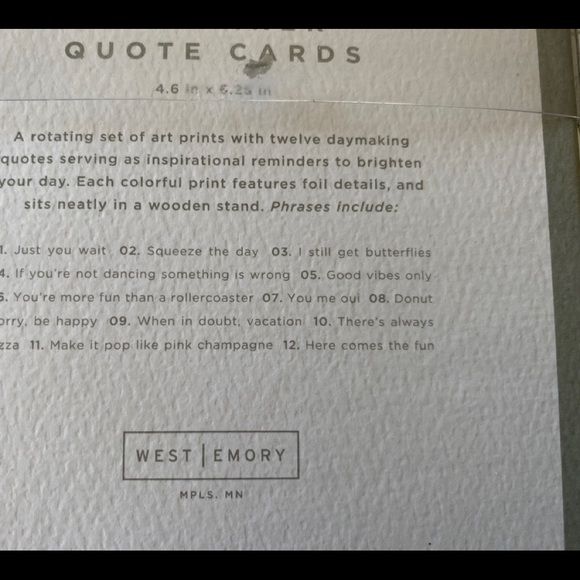 QUOTE CARDS
4.6 in x 6.25 in
A rotating set of art prints with twelve daymaking
quotes serving as inspirational reminders to brighten
your day. Each colorful print features foil details, and
sits neatly in a wooden stand. Phrases include:
1. Just you wait 02. Squeeze the day 03. I still get butterflies
4. If you're not dancing something is wrong 05. Good vibes only
6. You're more fun than a rollercoaster 07. You me oui 08. Donut
orry, be happy 09. When in doubt, vacation 10. There's always
zza 11. Make it pop like pink champagne 12. Here comes the fun
WEST | EMORY
MPLS. MN